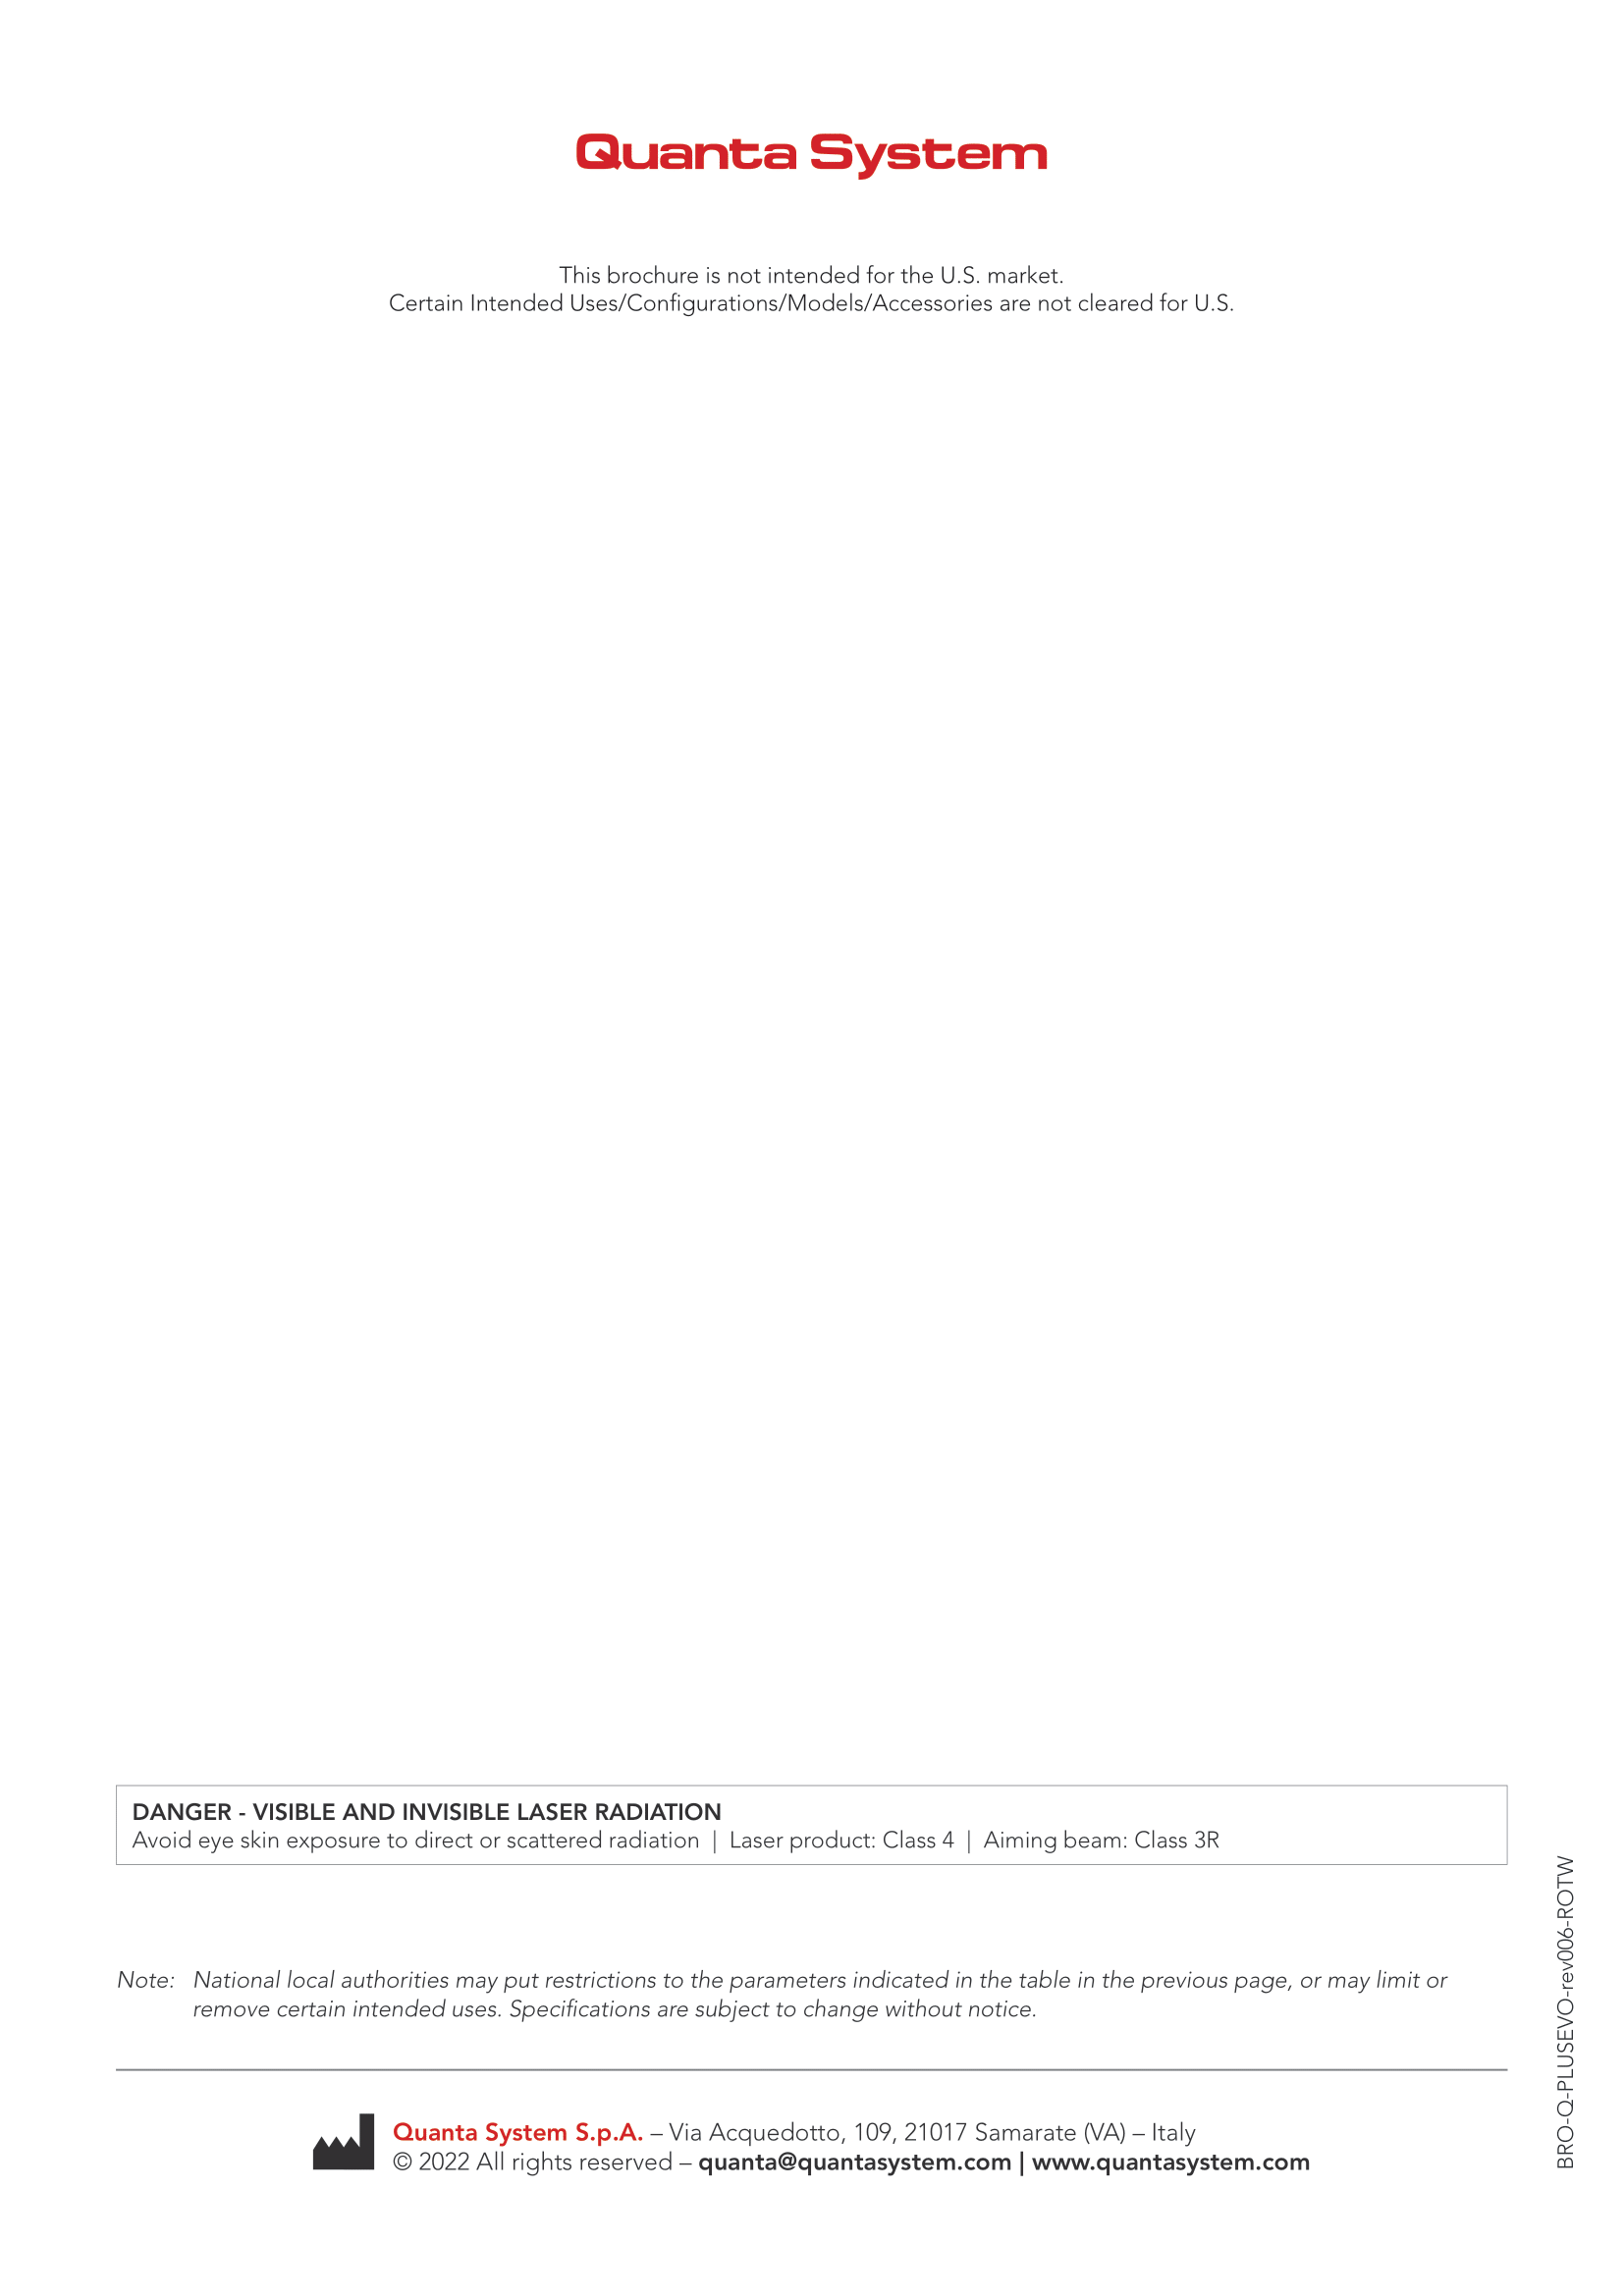 Quanta System
This brochure is not intended for the U.S. market.
Certain Intended Uses/Configurations/Models/Accessories are not cleared for U.S.
DANGER - VISIBLE AND INVISIBLE LASER RADIATION
Avoid eye skin exposure to direct or scattered radiation | Laser product: Class 4 | Aiming beam: Class 3R
Note: National local authorities may put restrictions to the parameters indicated in the table in the previous page, or may limit or
remove certain intended uses. Specifications are subject to change without notice.
Quanta System S.p.A. – Via Acquedotto, 109, 21017 Samarate (VA) – Italy
© 2022 All rights reserved – quanta@quantasystem.com | www.quantasystem.com
BRO-Q-PLUSEVO-rev006-ROTW